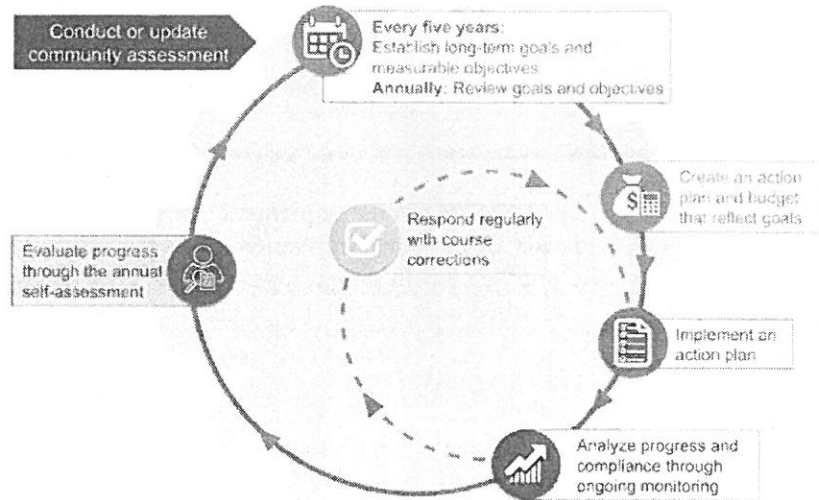 Conduct or update
community assessment
Every five years:
Establish long-term goals and
measurable objectives
Annually: Review goals and objectives
Create an action
plan and budget
that reflect goals
Respond regularly
with course
corrections
Evaluate progress
through the annual
self-assessment
Implement an
action plan
Analyze progress and
compliance through
ongoing monitoring